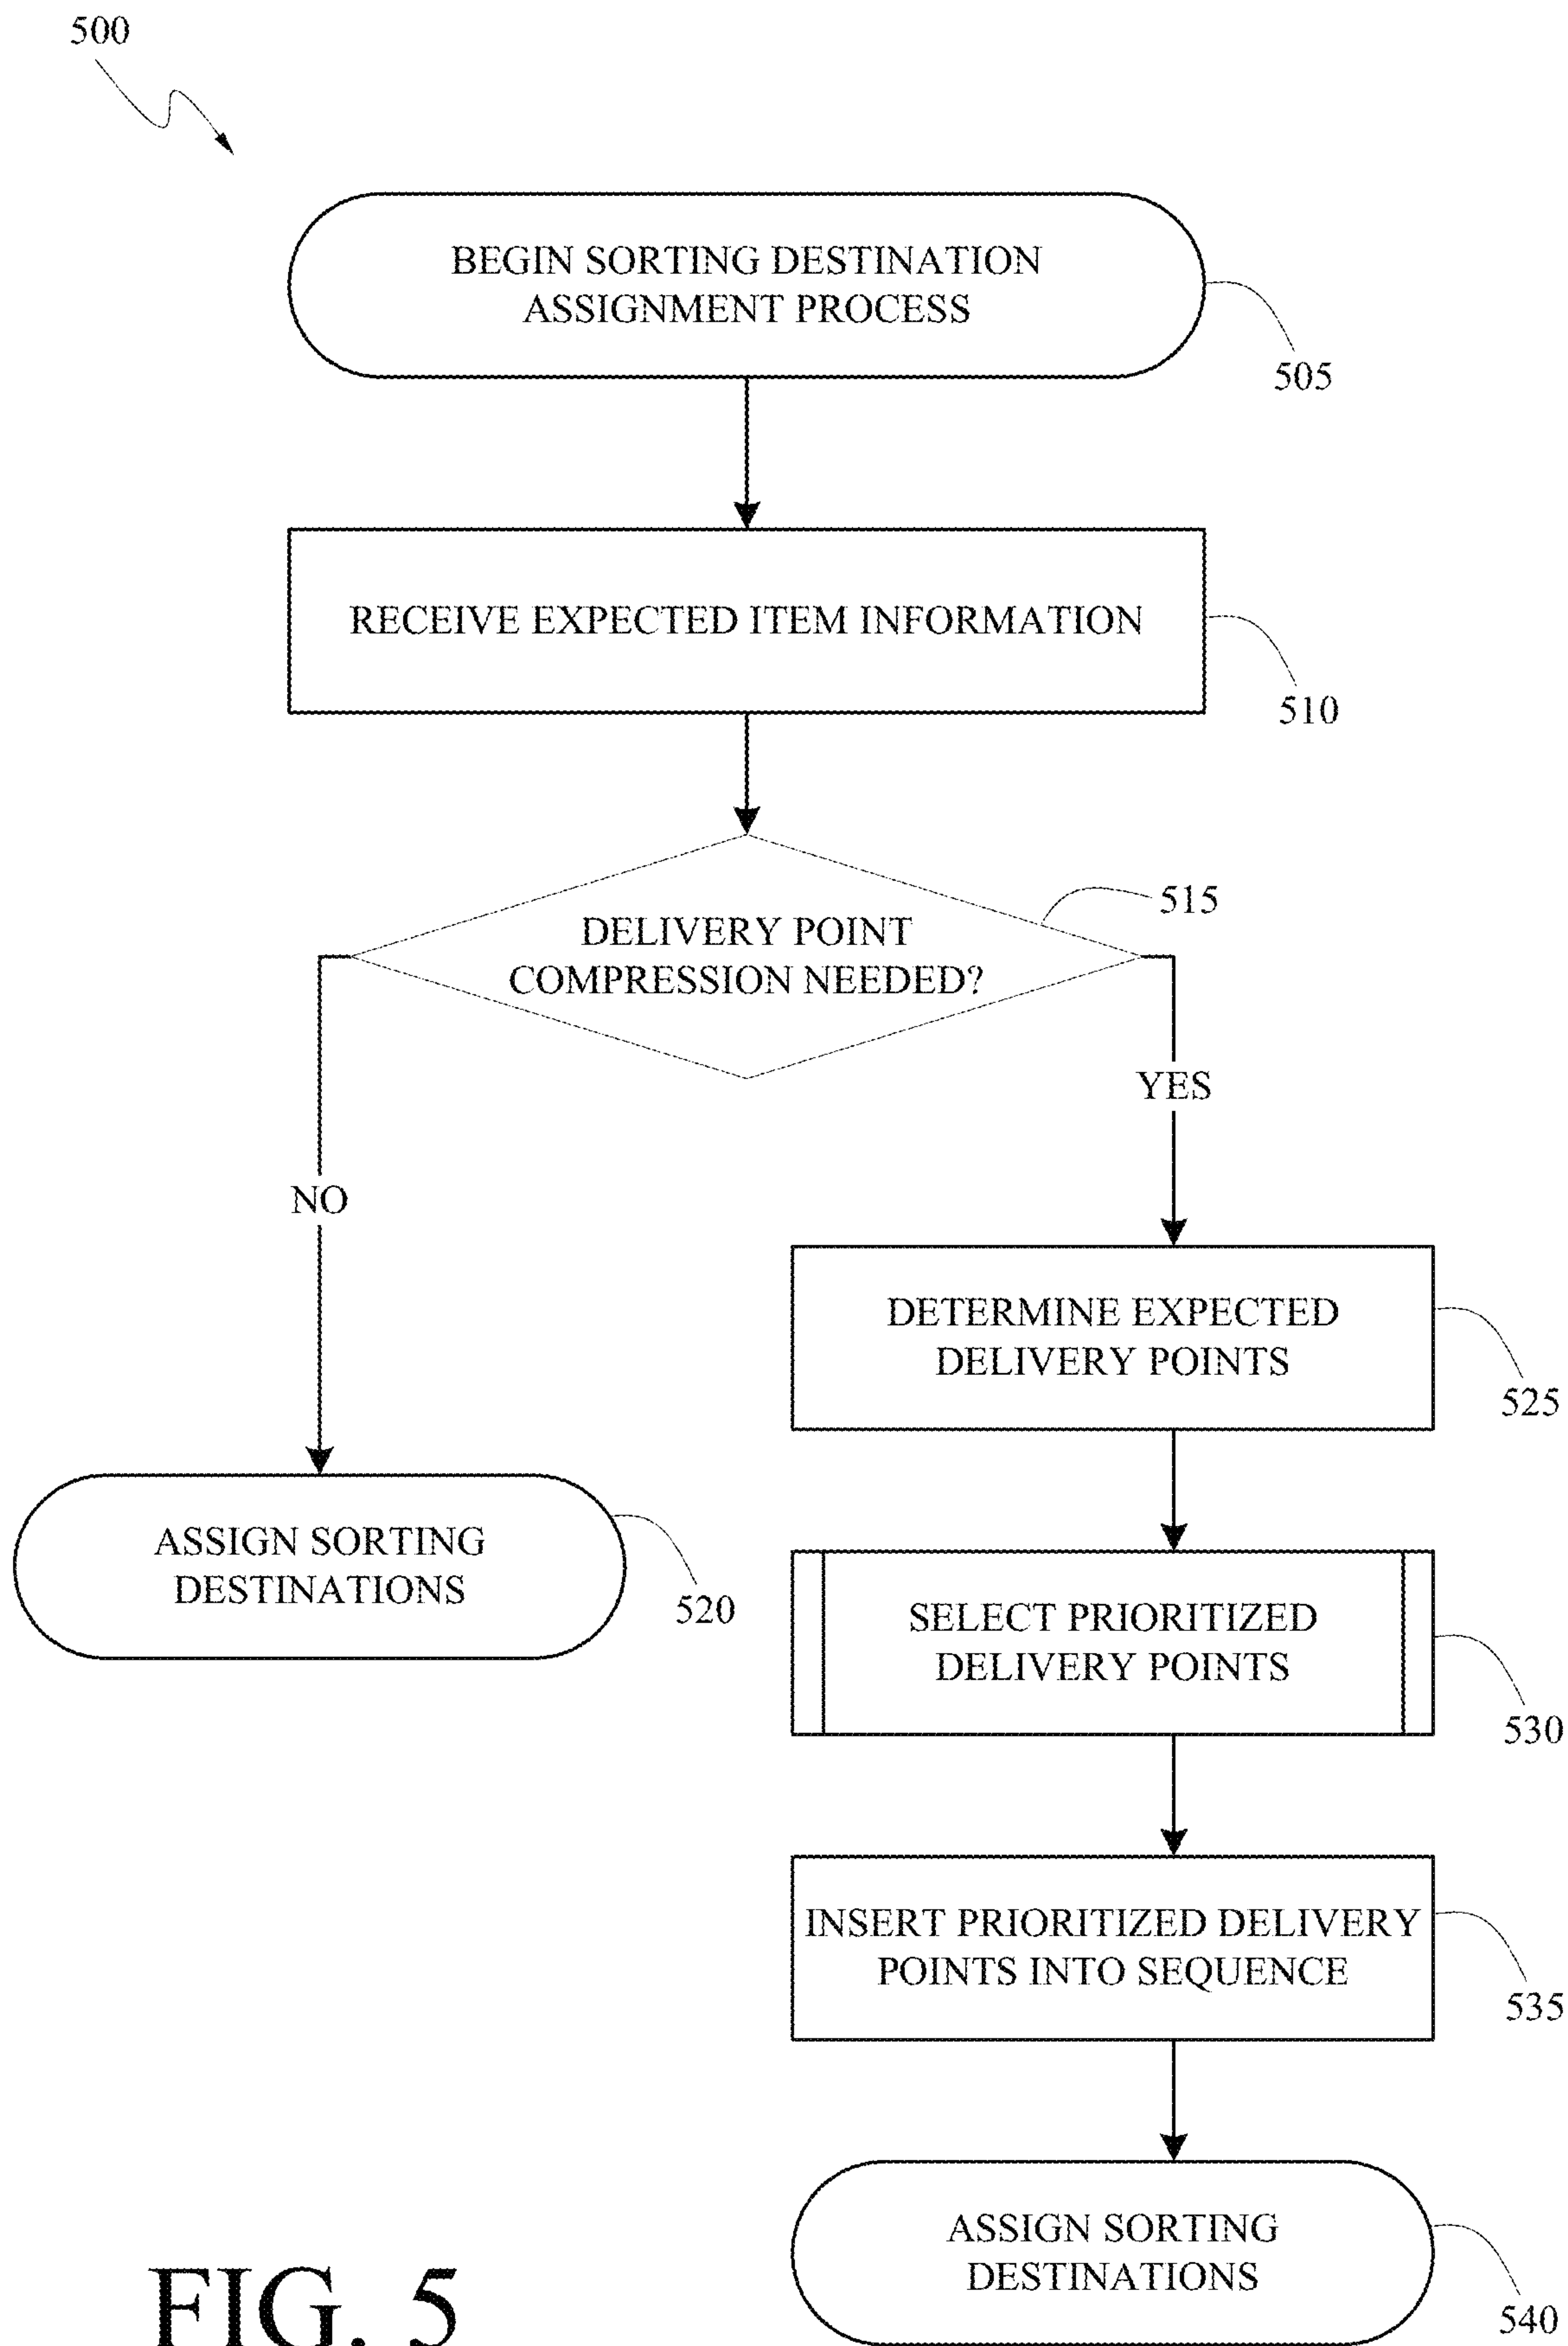 500
BEGIN SORTING DESTINATION
ASSIGNMENT PROCESS
505
RECEIVE EXPECTED ITEM INFORMATION
510
515
DELIVERY POINT
COMPRESSION NEEDED?
YES
NO
DETERMINE EXPECTED
DELIVERY POINTS
525
ASSIGN SORTING
DESTINATIONS
520
SELECT PRIORITIZED
DELIVERY POINTS
530
INSERT PRIORITIZED DELIVERY
POINTS INTO SEQUENCE
535
ASSIGN SORTING
DESTINATIONS
540
FIG. 5